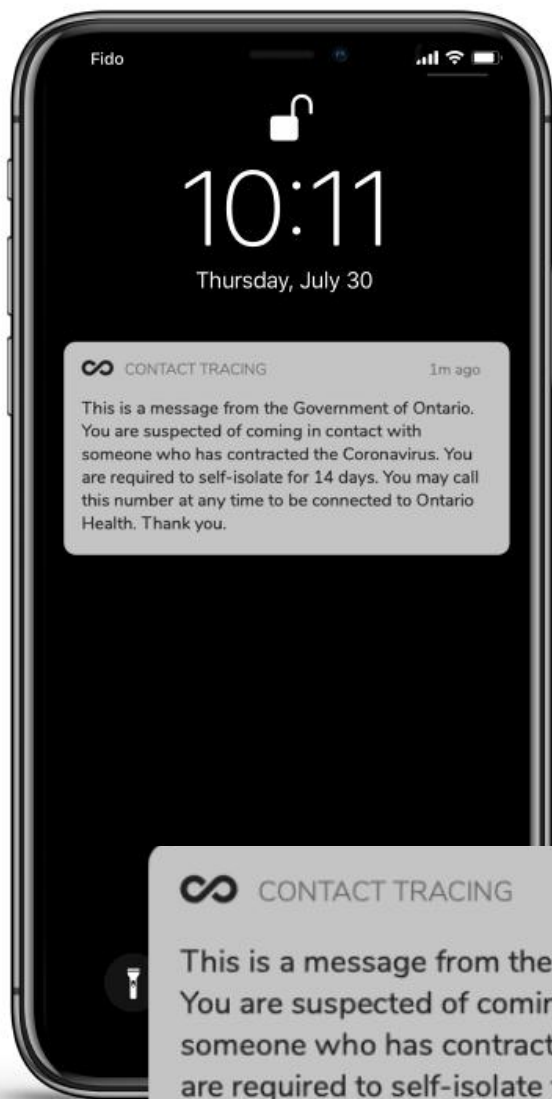 Fido
10:11
Thursday, July 30
CONTACT TRACING 1m ago
This is a message from the Government of Ontario.
You are suspected of coming in contact with
someone who has contracted the Coronavirus. You
are required to self-isolate for 14 days. You may call
this number at any time to be connected to Ontario
Health. Thank you.
CONTACT TRACING
This is a message from the
You are suspected of
someone who has
are required to self-isolate